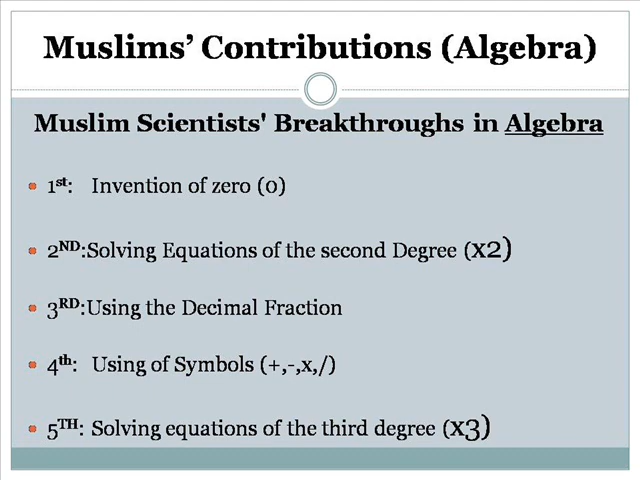 Muslims’ Contributions (Algebra)
Muslim Scientists' Breakthroughs in Algebra
• 1st: Invention of zero (0)
• 2ND:Solving Equations of the second Degree (x2)
• 3RD:Using the Decimal Fraction
• 4th: Using of Symbols (+,-,x,/)
• 5TH: Solving equations of the third degree (x3)